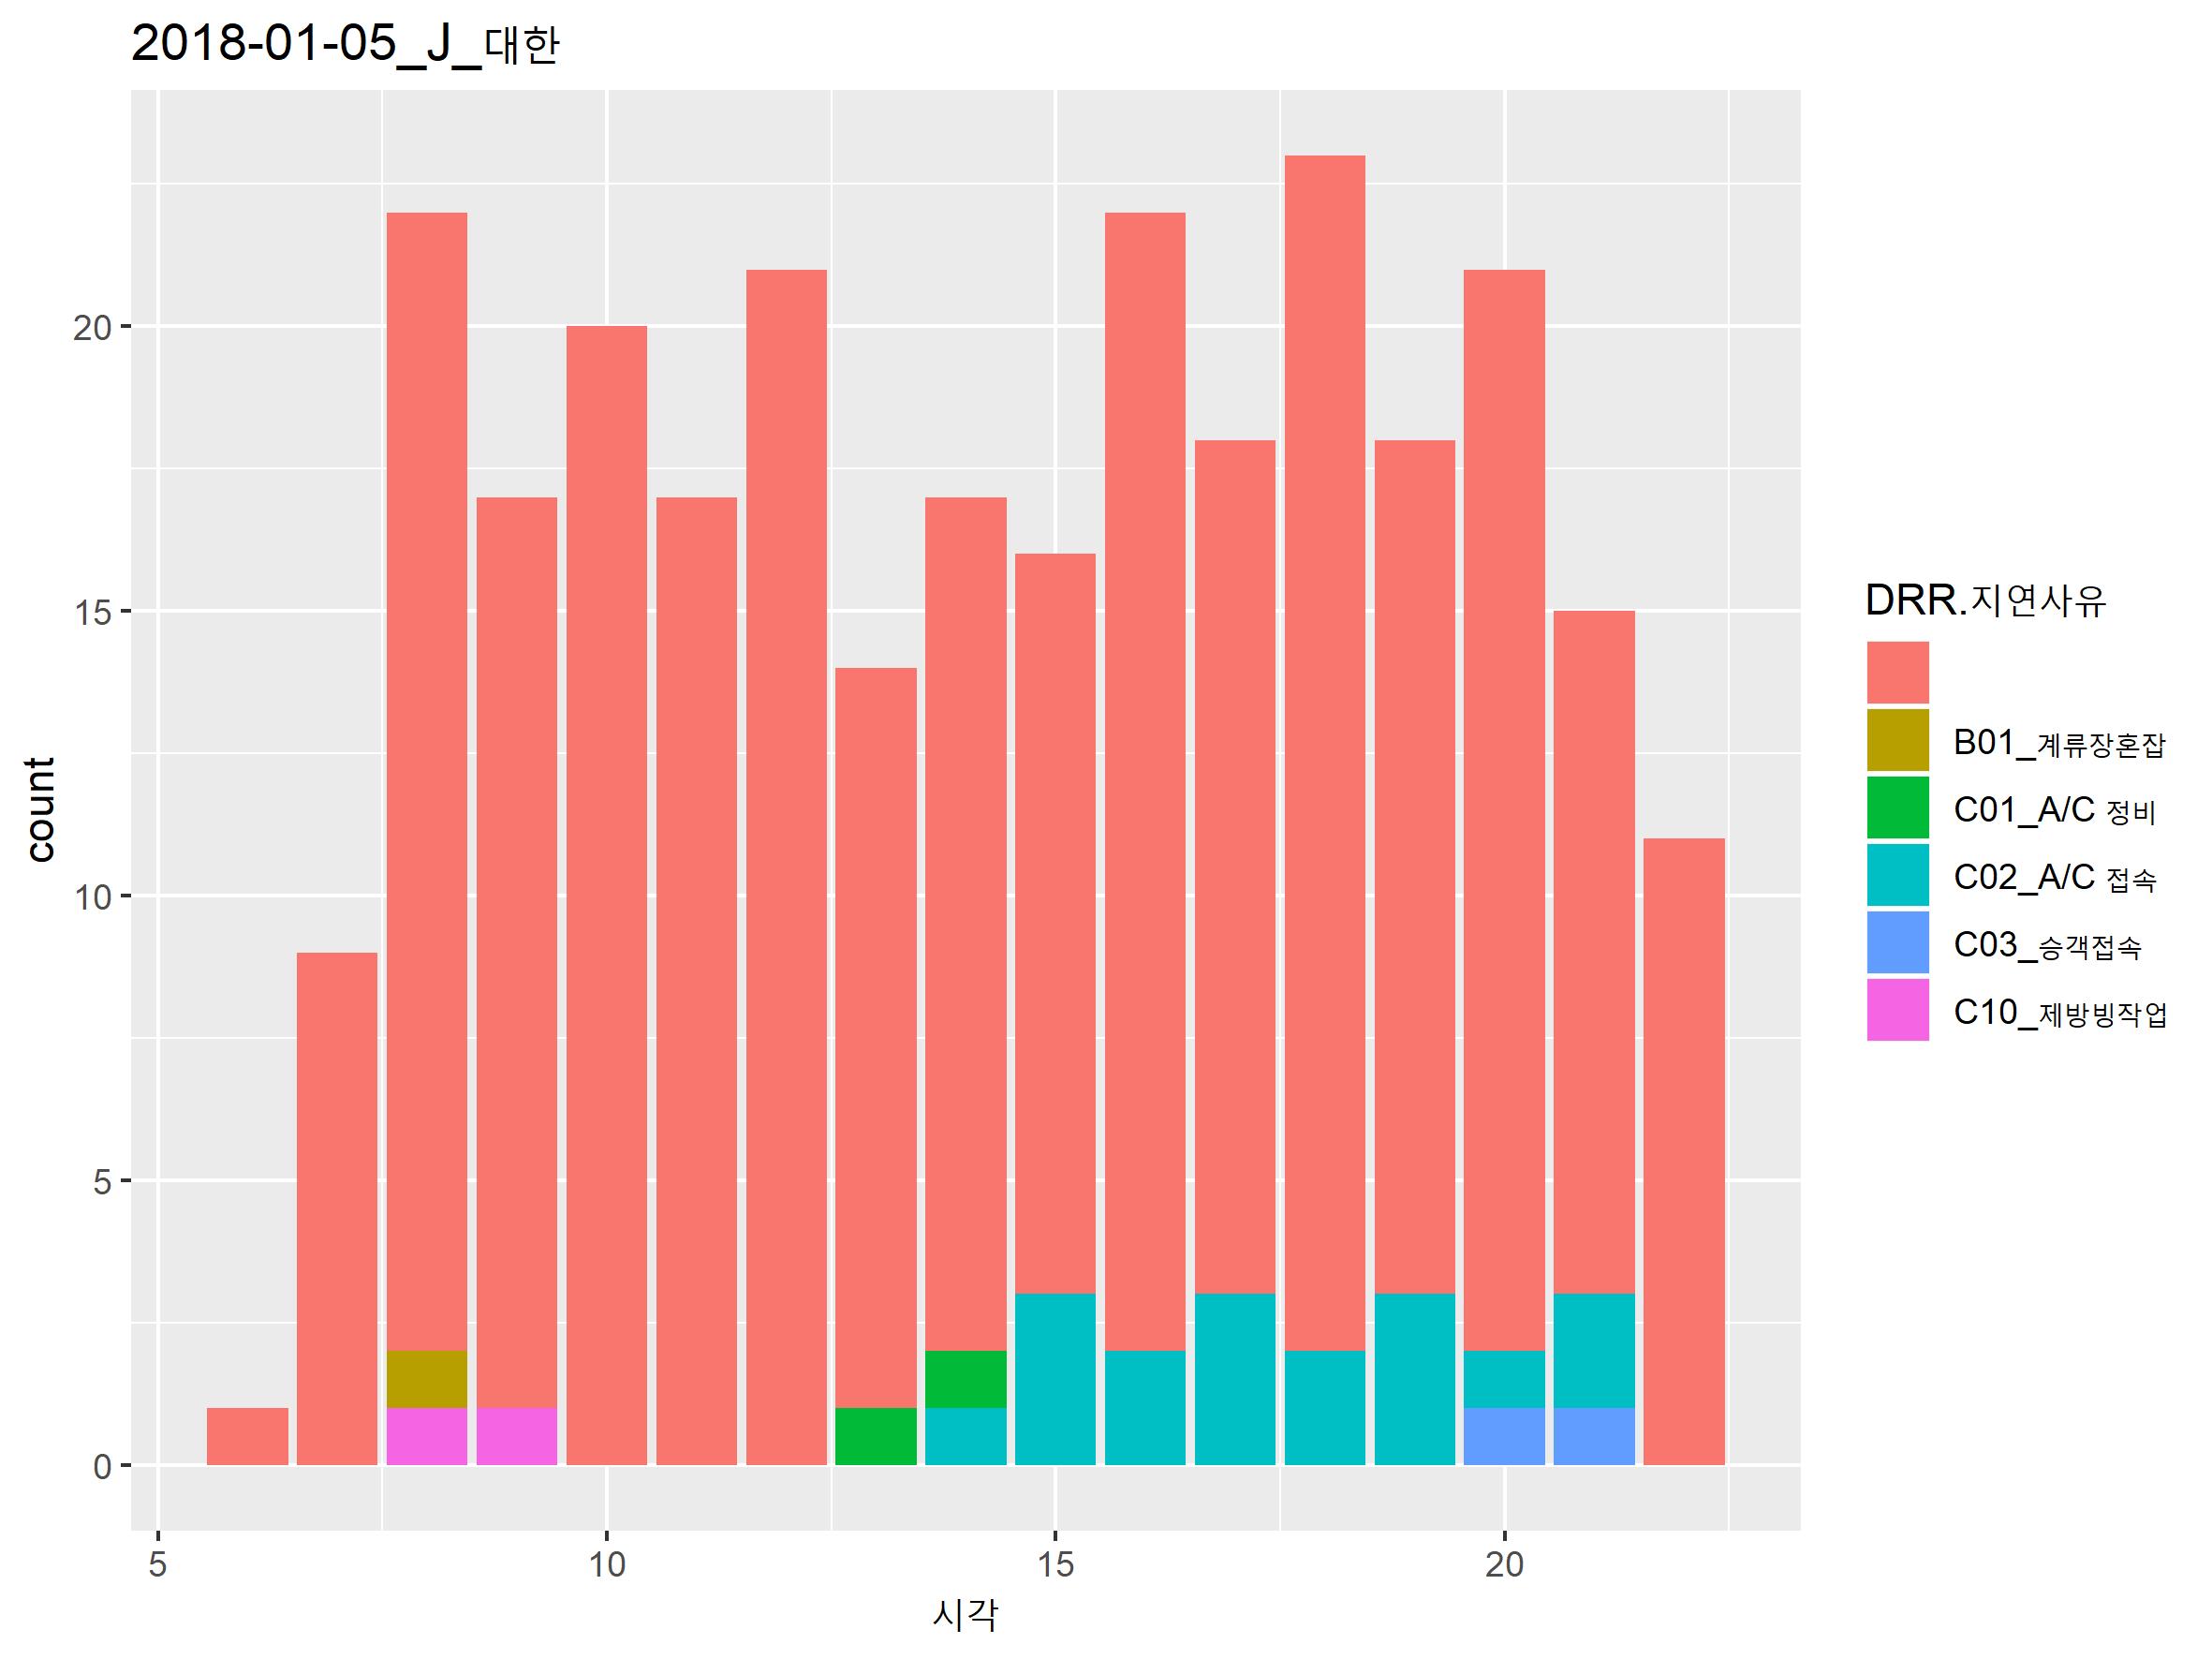 2018-01-05_J_대한
20
15
10
5
0
count
5 10 15 20
시각
DRR.지연사유
B01_계류장혼잡
C01_A/C 정비
C02_A/C 접속
C03_승객접속
C10_제방빙작업